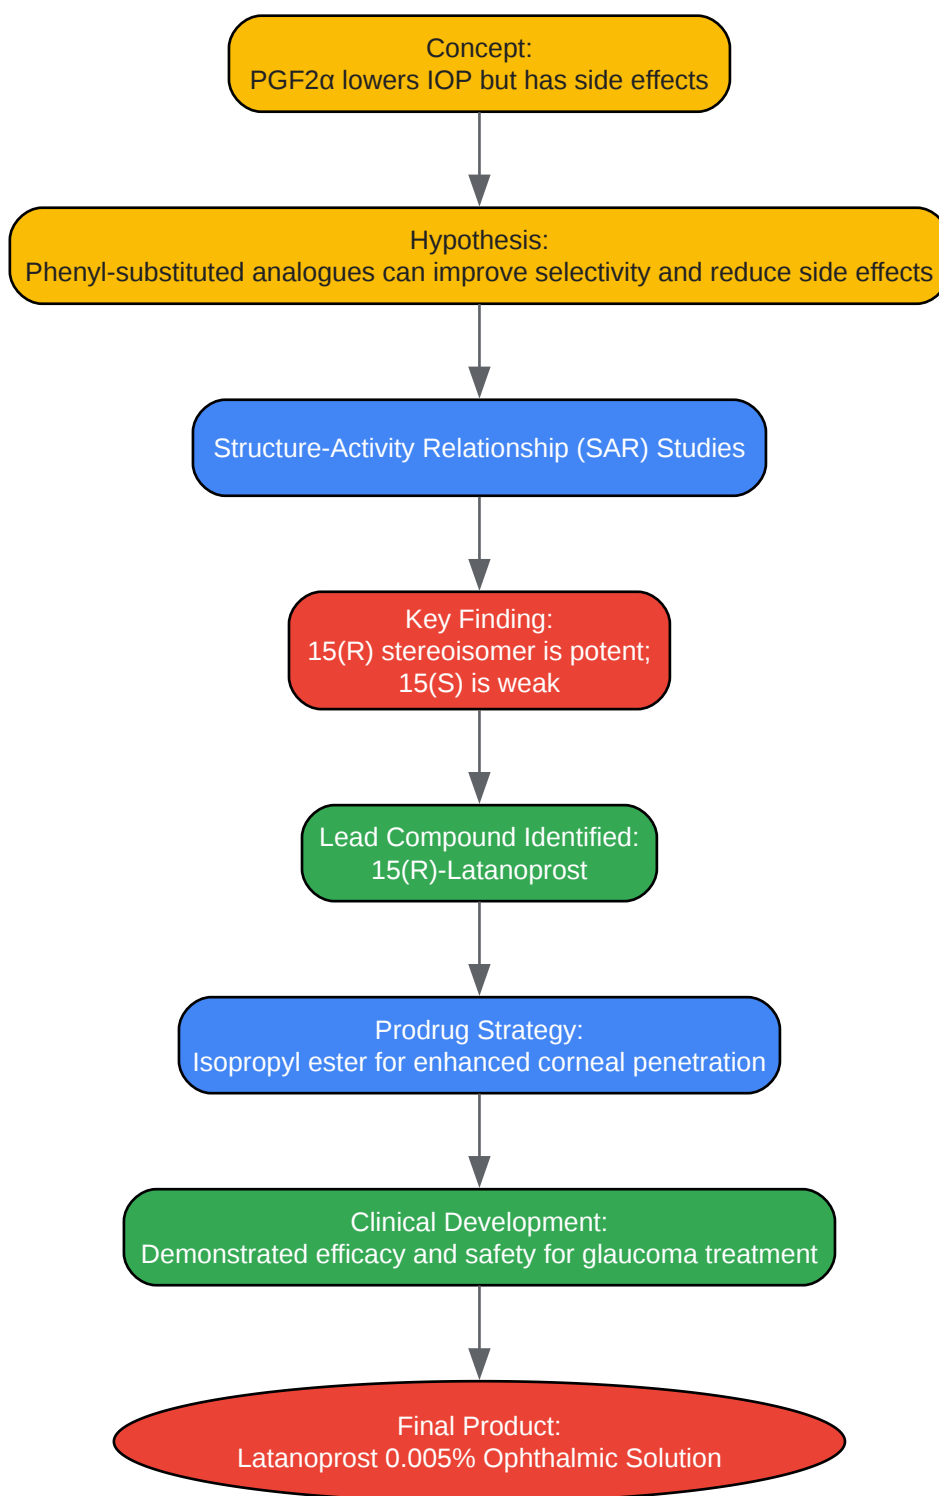 Concept:
PGF2α lowers IOP but has side effects
Hypothesis:
Phenyl-substituted analogues can improve selectivity and reduce side effects
Structure-Activity Relationship (SAR) Studies
Key Finding:
15(R) stereoisomer is potent;
15(S) is weak
Lead Compound Identified:
15(R)-Latanoprost
Prodrug Strategy:
Isopropyl ester for enhanced corneal penetration
Clinical Development:
Demonstrated efficacy and safety for glaucoma treatment
Final Product:
Latanoprost 0.005% Ophthalmic Solution